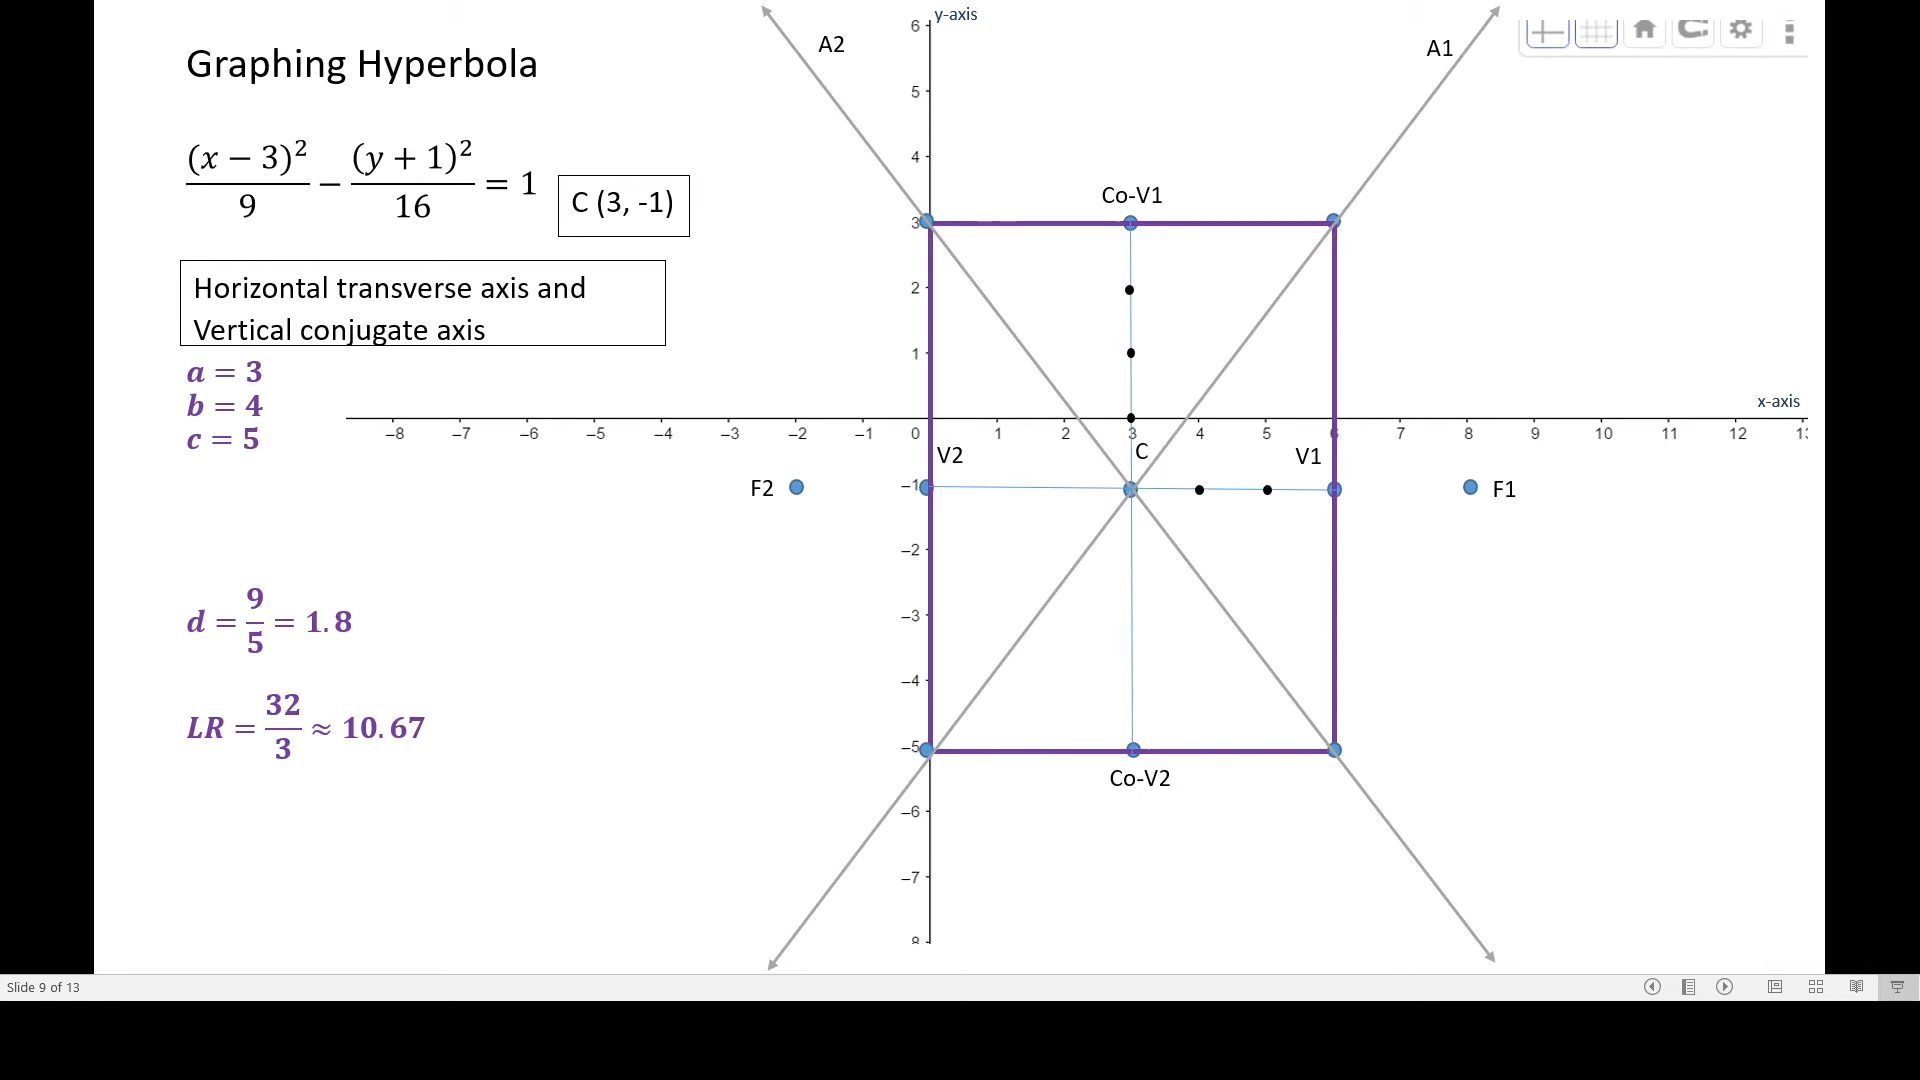 Graphing Hyperbola
(x − 3)²/9 − (y + 1)²/16 = 1
C (3, -1)
Horizontal transverse axis and
Vertical conjugate axis
a = 3
b = 4
c = 5
d = 9/5 = 1.8
LR = 32/3 ≈ 10.67
y-axis
A2
A1
6
5
4
Co-V1
3
2
1
x-axis
–8 –7 –6 –5 –4 –3 –2 –1 0 1 2 3 4 5 6 7 8 9 10 11 12
V2
C
V1
F2
–1
F1
–2
–3
–4
–5
Co-V2
–6
–7
Slide 9 of 13